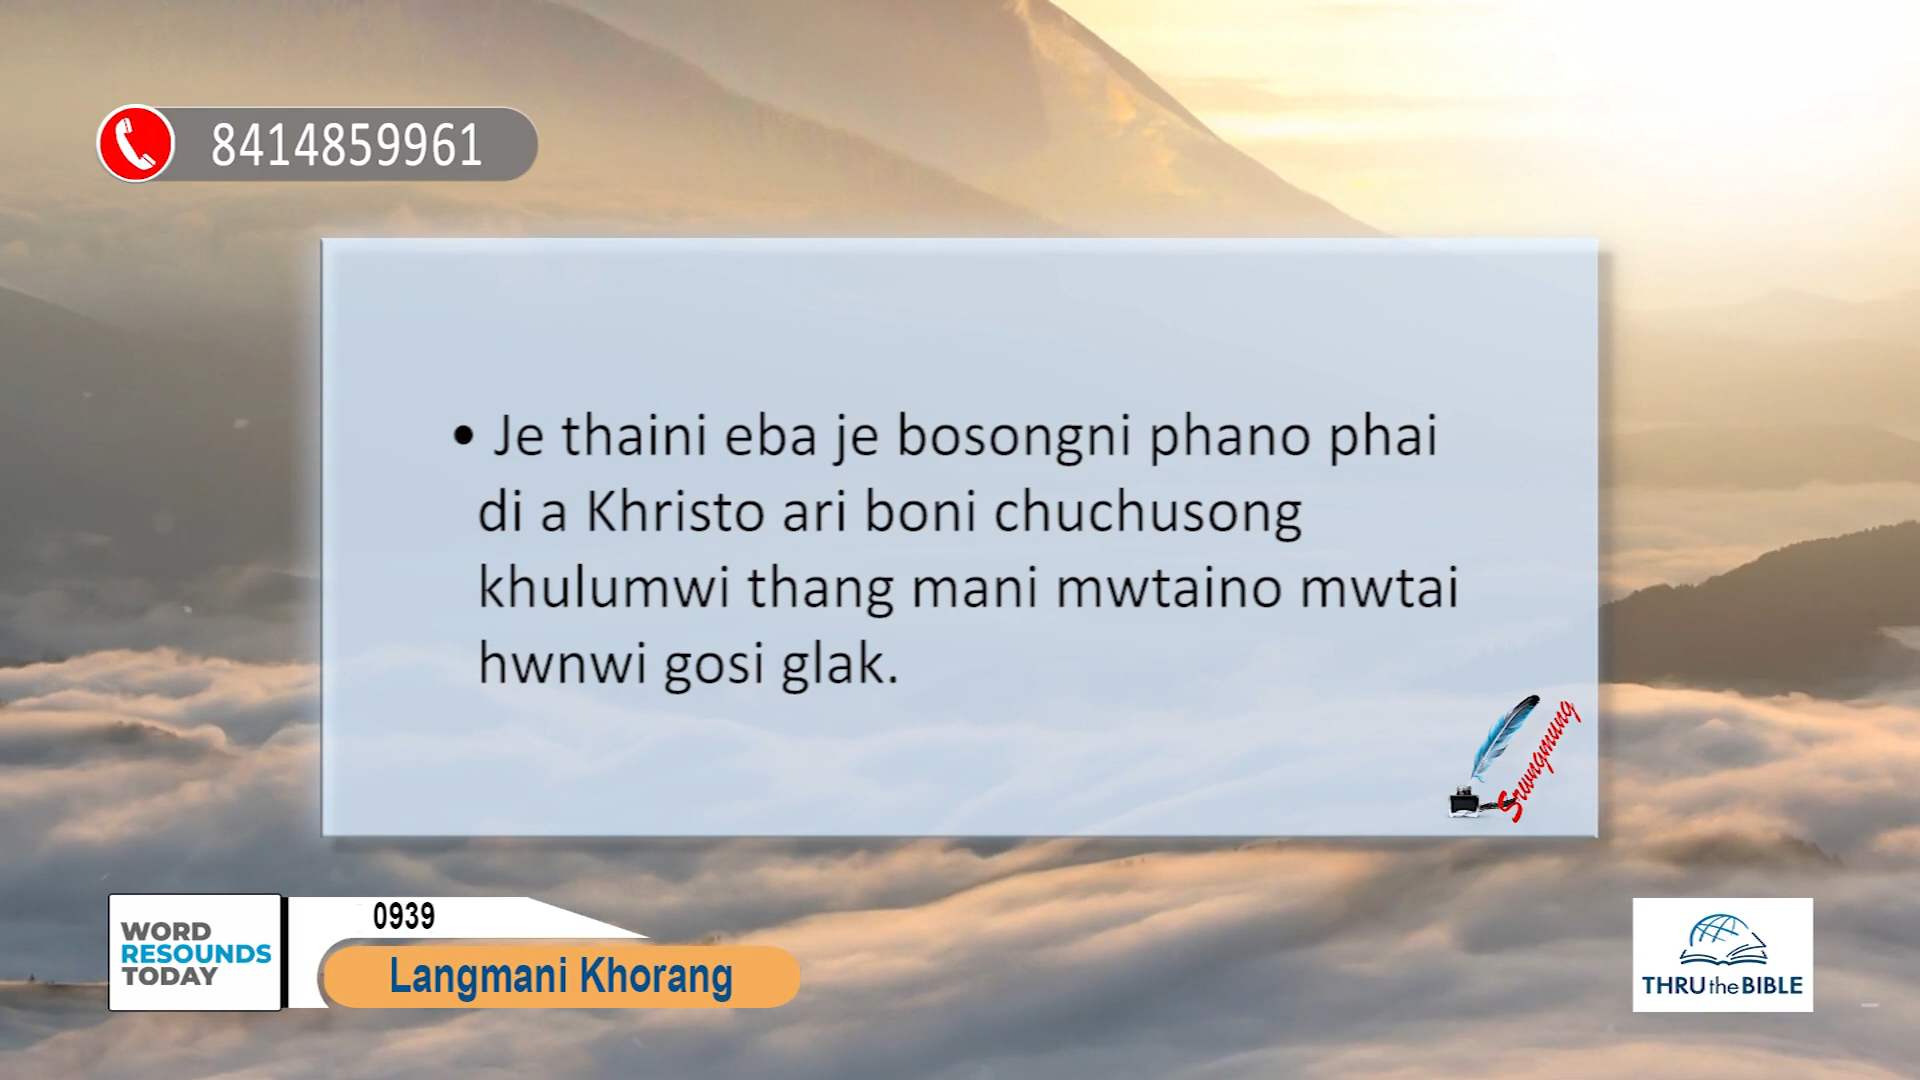 8414859961
• Je thaini eba je bosongni phano phai
di a Khristo ari boni chuchusong
khulumwi thang mani mwtaino mwtai
hwnwi gosi glak.
Srwngmung
WORD
RESOUNDS
TODAY
0939
Langmani Khorang
THRU the BIBLE